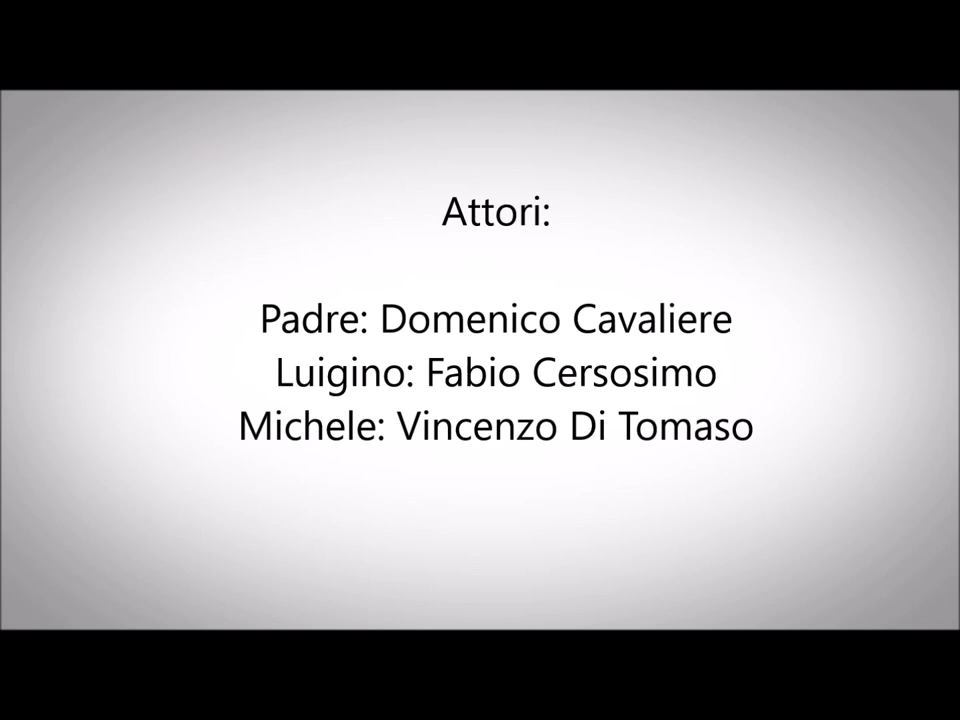 Attori:
Padre: Domenico Cavaliere
Luigino: Fabio Cersosimo
Michele: Vincenzo Di Tomaso